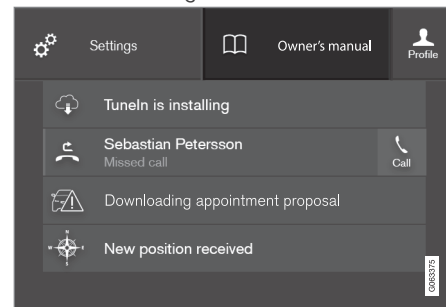 Settings
Owner's manual
Profile
TuneIn is installing
Sebastian Petersson
Missed call
Call
Downloading appointment proposal
N
W
E
S
New position received
G063375